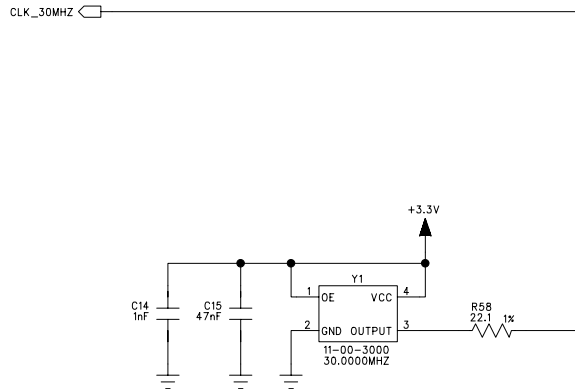 CLK_30MHZ
+3.3V
Y1
1 OE VCC 4
C14
1nF
C15
47nF
R58
22.1 1%
2 GND OUTPUT 3
11-00-3000
30.0000MHZ